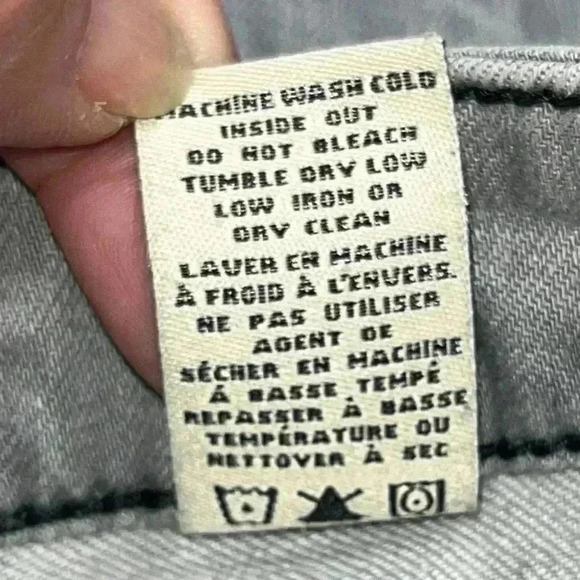 MACHINE WASH COLD
INSIDE OUT
DO NOT BLEACH
TUMBLE DRY LOW
LOW IRON OR
DRY CLEAN
LAVER EN MACHINE
À FROID À L'ENVERS.
NE PAS UTILISER
AGENT DE
SÉCHER EN MACHINE
Á BASSE TEMPÉ
REPASSER À BASSE
TEMPÉRATURE OU
NETTOYER À SEC